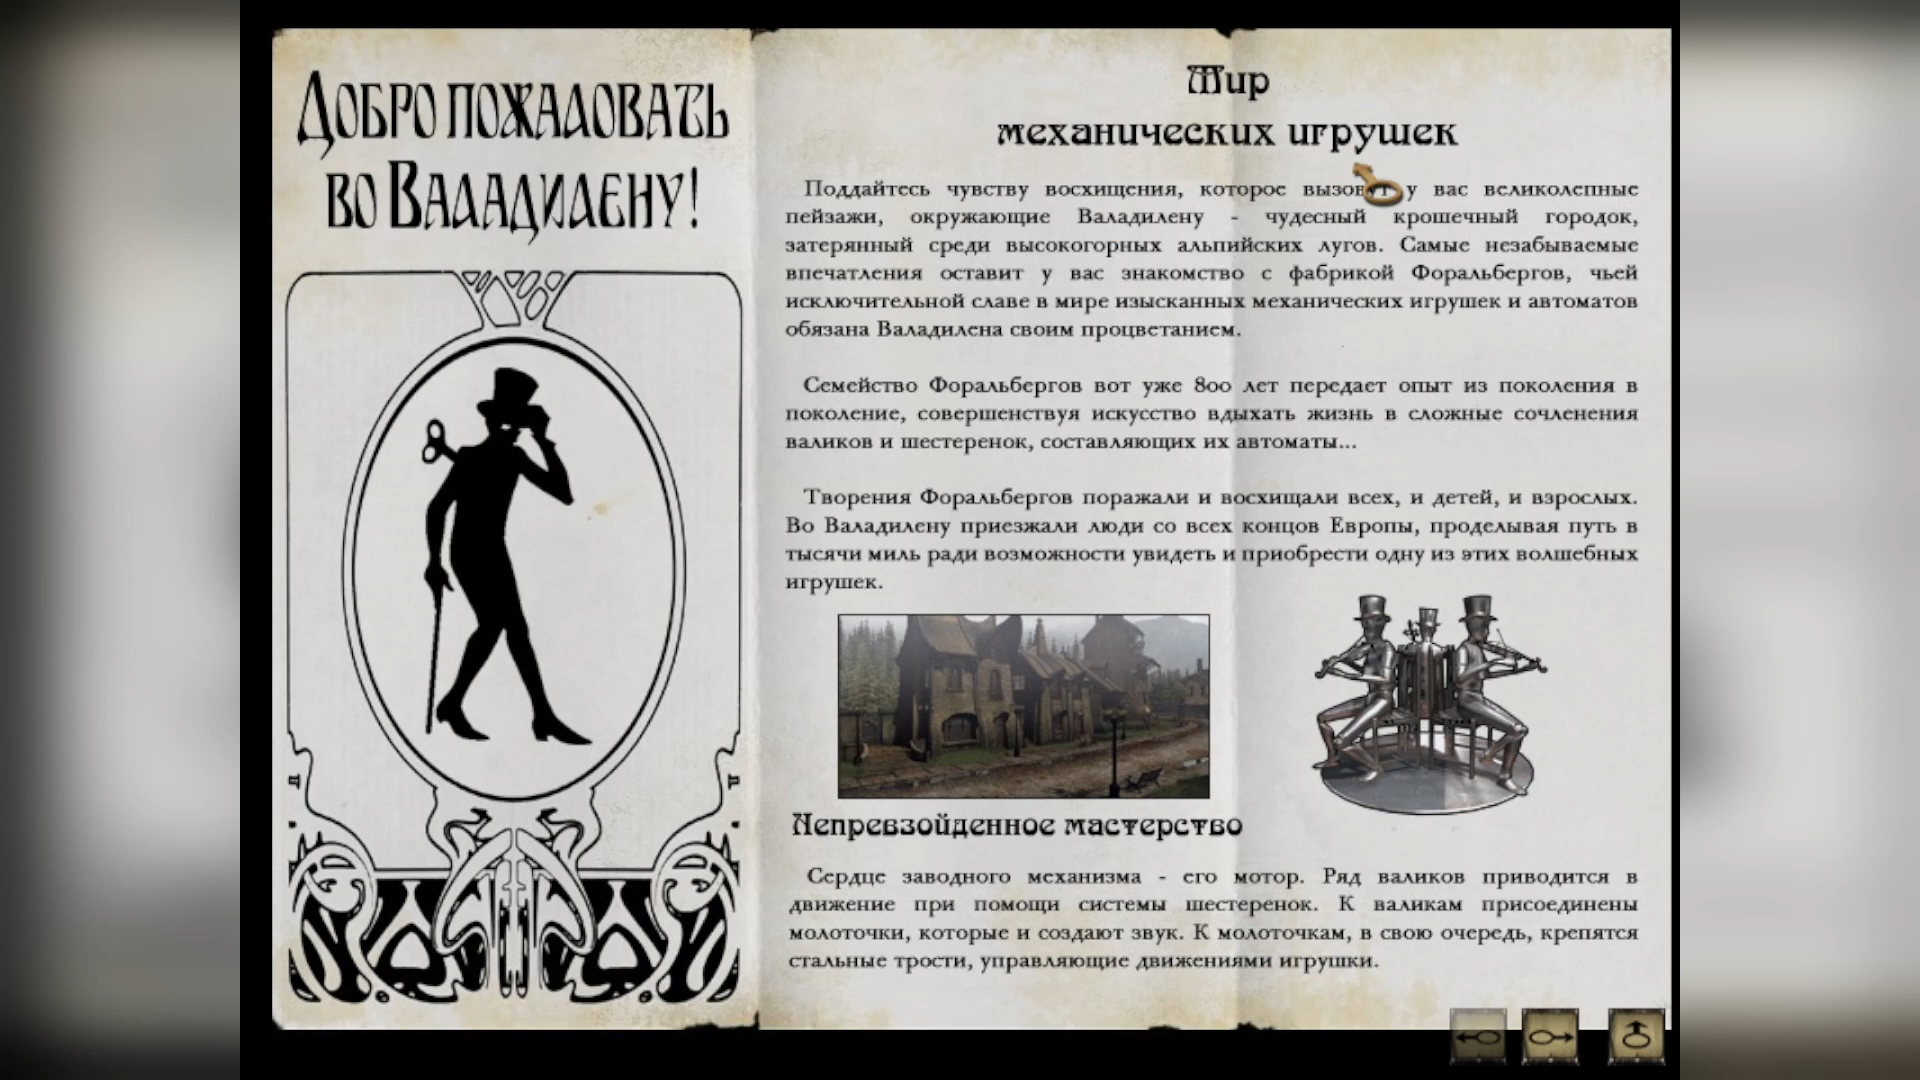 Добро пожаловать
во Валадилену!
Мир
механических игрушек
Поддайтесь чувству восхищения, которое вызовут у вас великолепные
пейзажи, окружающие Валадилену - чудесный крошечный городок,
затерянный среди высокогорных альпийских лугов. Самые незабываемые
впечатления оставит у вас знакомство с фабрикой Форальбергов, чьей
исключительной славе в мире изысканных механических игрушек и автоматов
обязана Валадилена своим процветанием.
Семейство Форальбергов вот уже 800 лет передает опыт из поколения в
поколение, совершенствуя искусство вдыхать жизнь в сложные сочленения
валиков и шестеренок, составляющих их автоматы...
Творения Форальбергов поражали и восхищали всех, и детей, и взрослых.
Во Валадилену приезжали люди со всех концов Европы, проделывая путь в
тысячи миль ради возможности увидеть и приобрести одну из этих волшебных
игрушек.
Непревзойденное мастерство
Сердце заводного механизма - его мотор. Ряд валиков приводится в
движение при помощи системы шестеренок. К валикам присоединены
молоточки, которые и создают звук. К молоточкам, в свою очередь, крепятся
стальные трости, управляющие движениями игрушки.